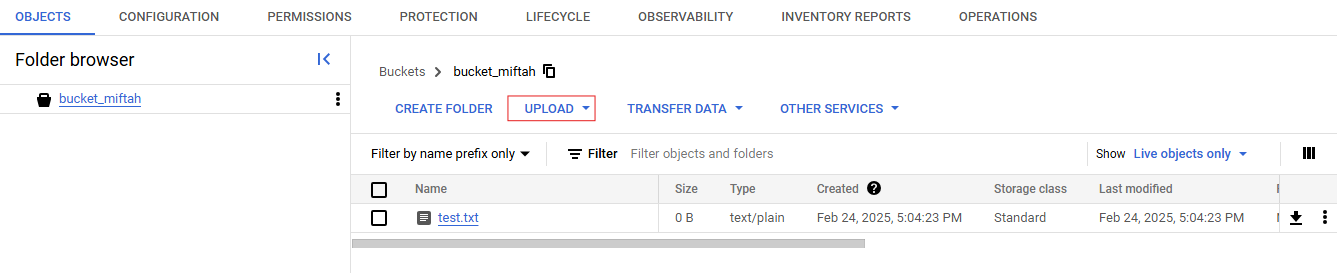 OBJECTS CONFIGURATION PERMISSIONS PROTECTION LIFECYCLE OBSERVABILITY INVENTORY REPORTS OPERATIONS
Folder browser
bucket_miftah
Buckets > bucket_miftah
CREATE FOLDER UPLOAD TRANSFER DATA OTHER SERVICES
Filter by name prefix only Filter Filter objects and folders Show Live objects only
Name Size Type Created Storage class Last modified
test.txt 0 B text/plain Feb 24, 2025, 5:04:23 PM Standard Feb 24, 2025, 5:04:23 PM